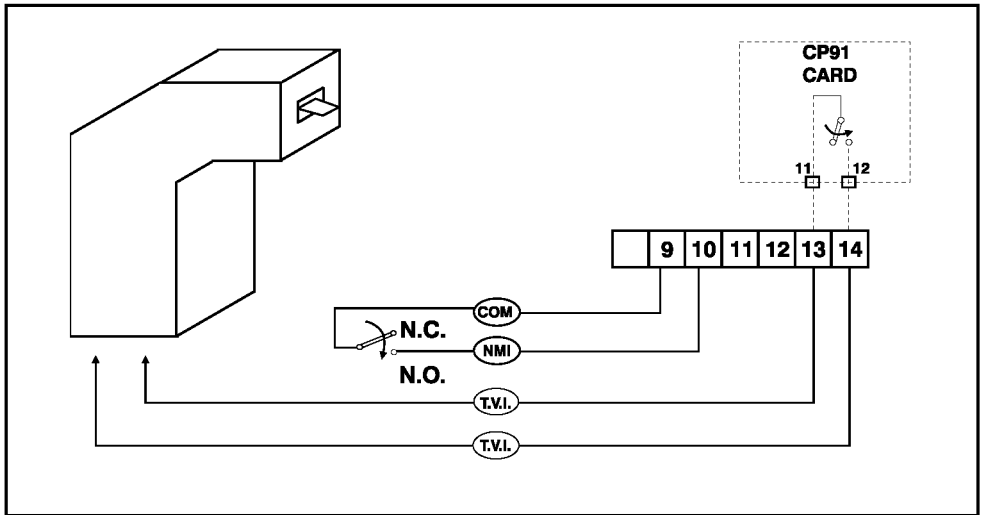 CP91
CARD
11 12
9 10 11 12 13 14
COM
N.C.
NMI
N.O.
T.V.I.
T.V.I.